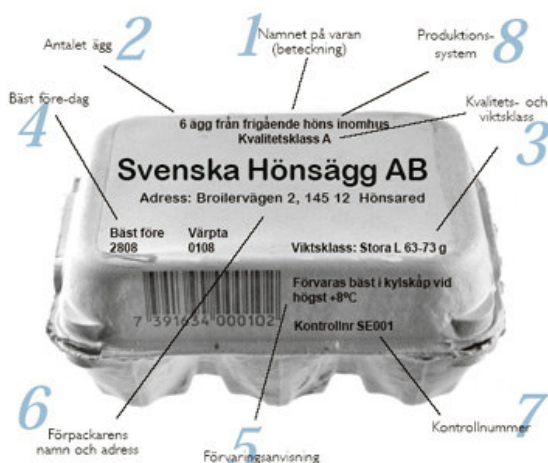 Antalet ägg
2
1
Namnet på varan
(beteckning)
Produktions-
system
8
Bäst före-dag
4
Kvalitets- och
viktsklass
3
6 ägg från frigående höns inomhus
Kvalitetsklass A
Svenska Hönsägg AB
Adress: Broilervägen 2, 145 12 Hönsared
Bäst före
2808
Värpta
0108
Viktsklass: Stora L 63-73 g
Förvaras bäst i kylskåp vid
högst +8ºC
7 391634 000102
Kontrollnr SE001
6
Förpackarens
namn och adress
5
Förvaringsanvisning
Kontrollnummer
7